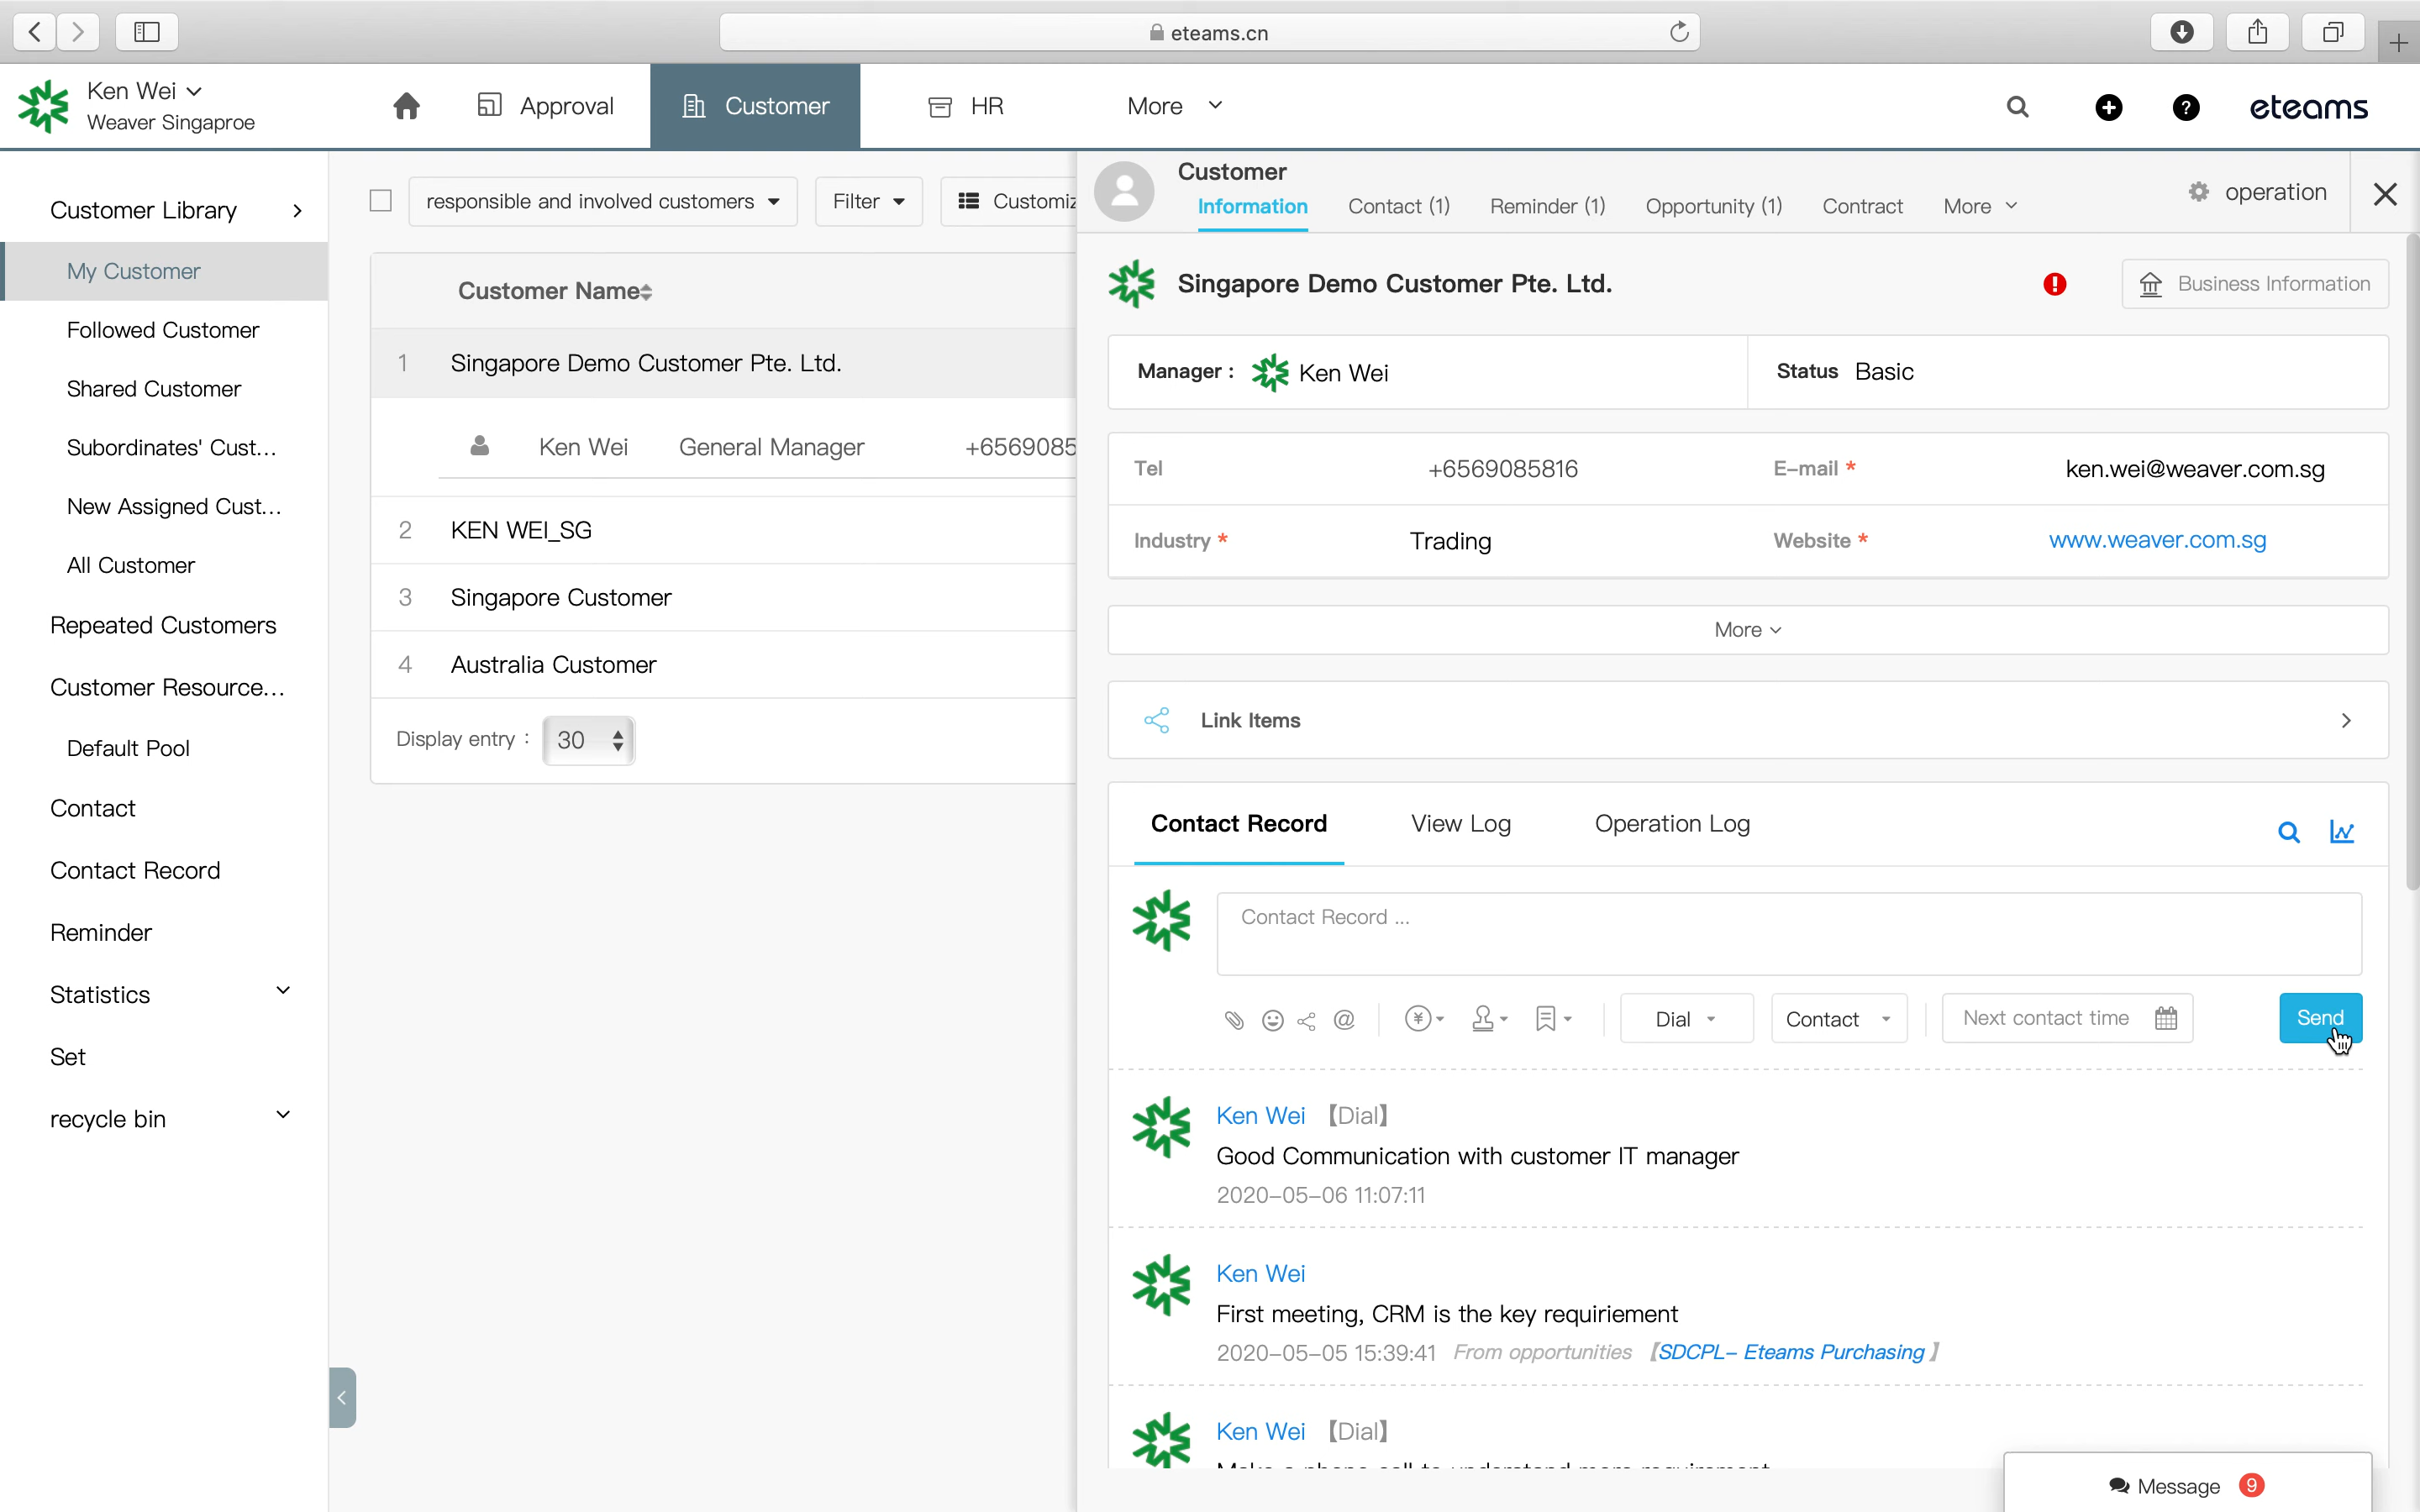 eteams.cn
Ken Wei
Weaver Singaproe
Approval
Customer
HR
More
eteams
Customer Library
My Customer
Followed Customer
Shared Customer
Subordinates' Cust...
New Assigned Cust...
All Customer
Repeated Customers
Customer Resource...
Default Pool
Contact
Contact Record
Reminder
Statistics
Set
recycle bin
responsible and involved customers
Filter
Customiz
Customer Name
1 Singapore Demo Customer Pte. Ltd.
Ken Wei General Manager +6569085
2 KEN WEI_SG
3 Singapore Customer
4 Australia Customer
Display entry : 30
Customer
Information Contact (1) Reminder (1) Opportunity (1) Contract More
operation
Singapore Demo Customer Pte. Ltd.
Business Information
Manager : Ken Wei
Status Basic
Tel +6569085816
E-mail * ken.wei@weaver.com.sg
Industry * Trading
Website * www.weaver.com.sg
More
Link Items
Contact Record View Log Operation Log
Contact Record ...
Dial Contact Next contact time Send
Ken Wei 【Dial】
Good Communication with customer IT manager
2020-05-06 11:07:11
Ken Wei
First meeting, CRM is the key requiriement
2020-05-05 15:39:41 From opportunities 【SDCPL- Eteams Purchasing】
Ken Wei 【Dial】
Message 9